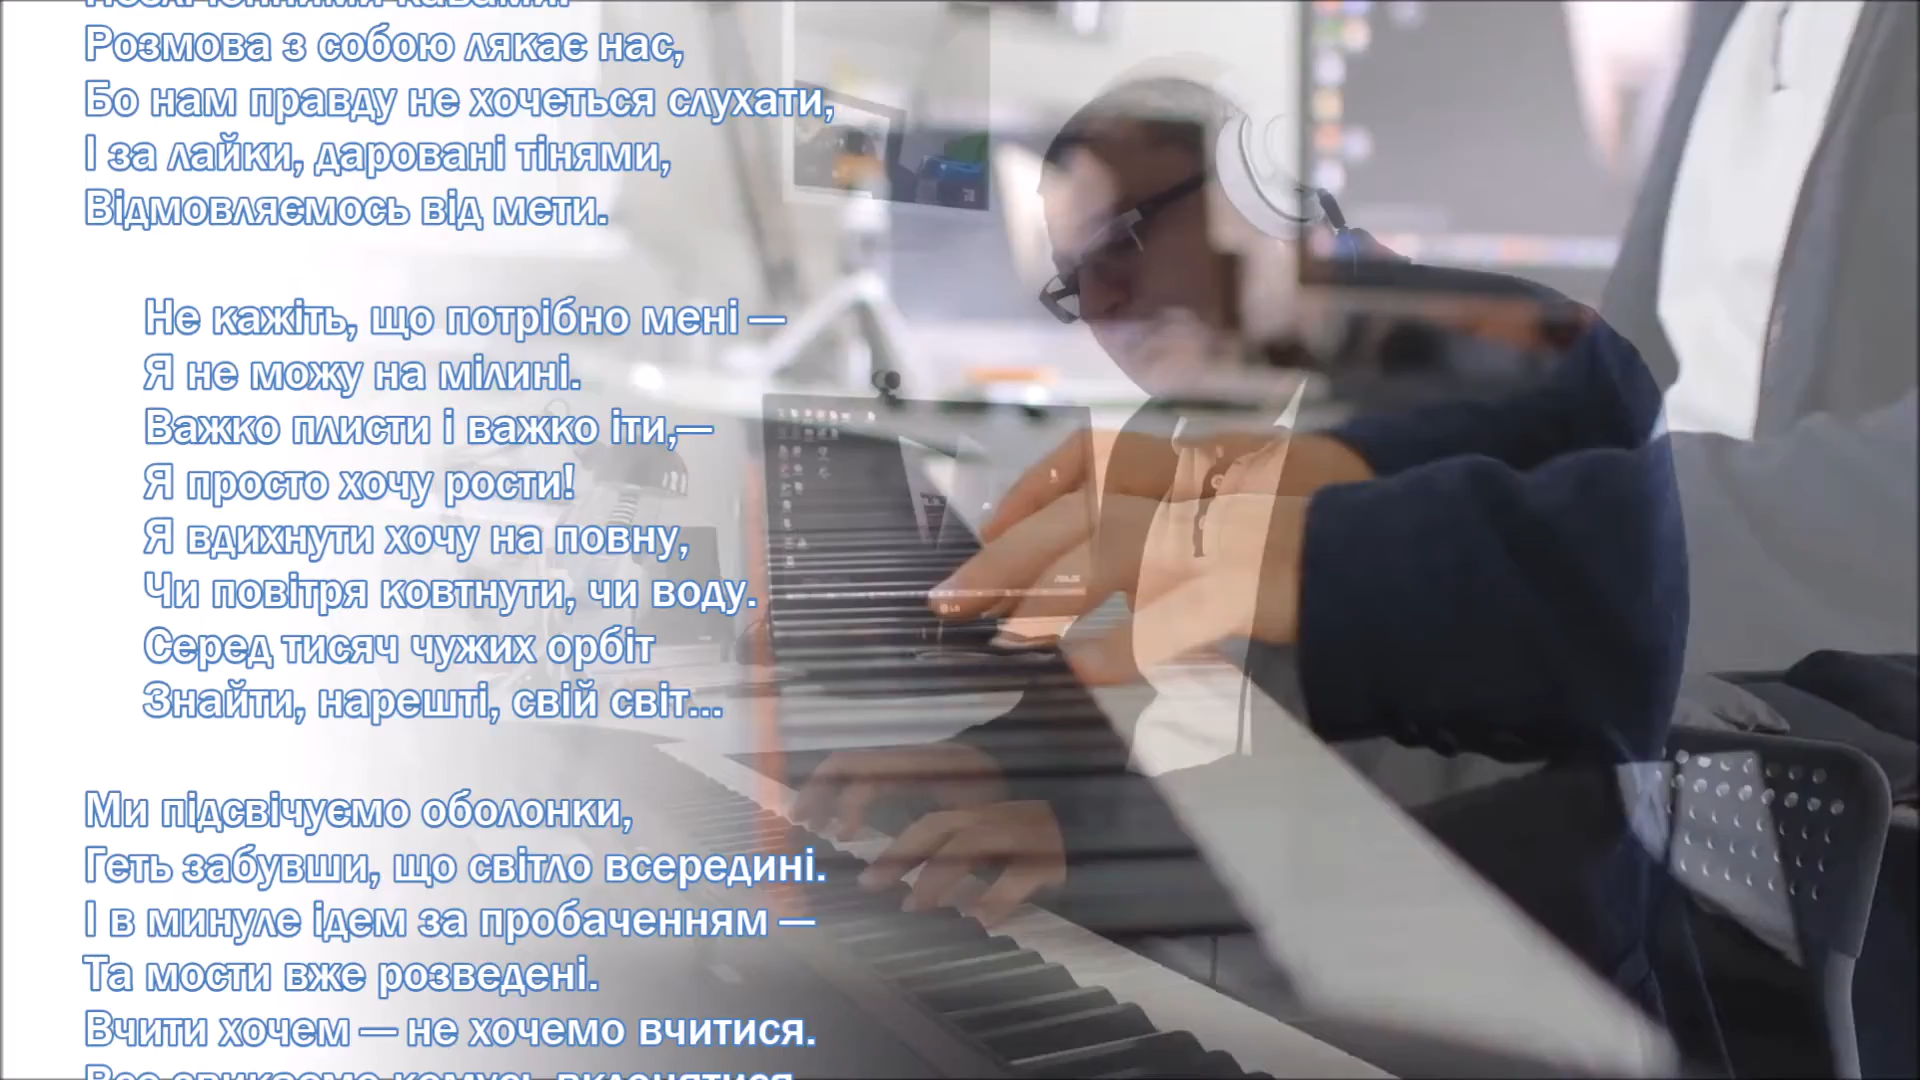 Розмова з собою лякає нас,
Бо нам правду не хочеться слухати,
І за лайки, даровані тінями,
Відмовляємось від мети.
Не кажіть, що потрібно мені —
Я не можу на мілині.
Важко плисти і важко іти,—
Я просто хочу рости!
Я вдихнути хочу на повну,
Чи повітря ковтнути, чи воду.
Серед тисяч чужих орбіт
Знайти, нарешті, свій світ...
Ми підсвічуємо оболонки,
Геть забувши, що світло всередині.
І в минуле ідем за пробаченням —
Та мости вже розведені.
Вчити хочем — не хочемо вчитися.
ASUS